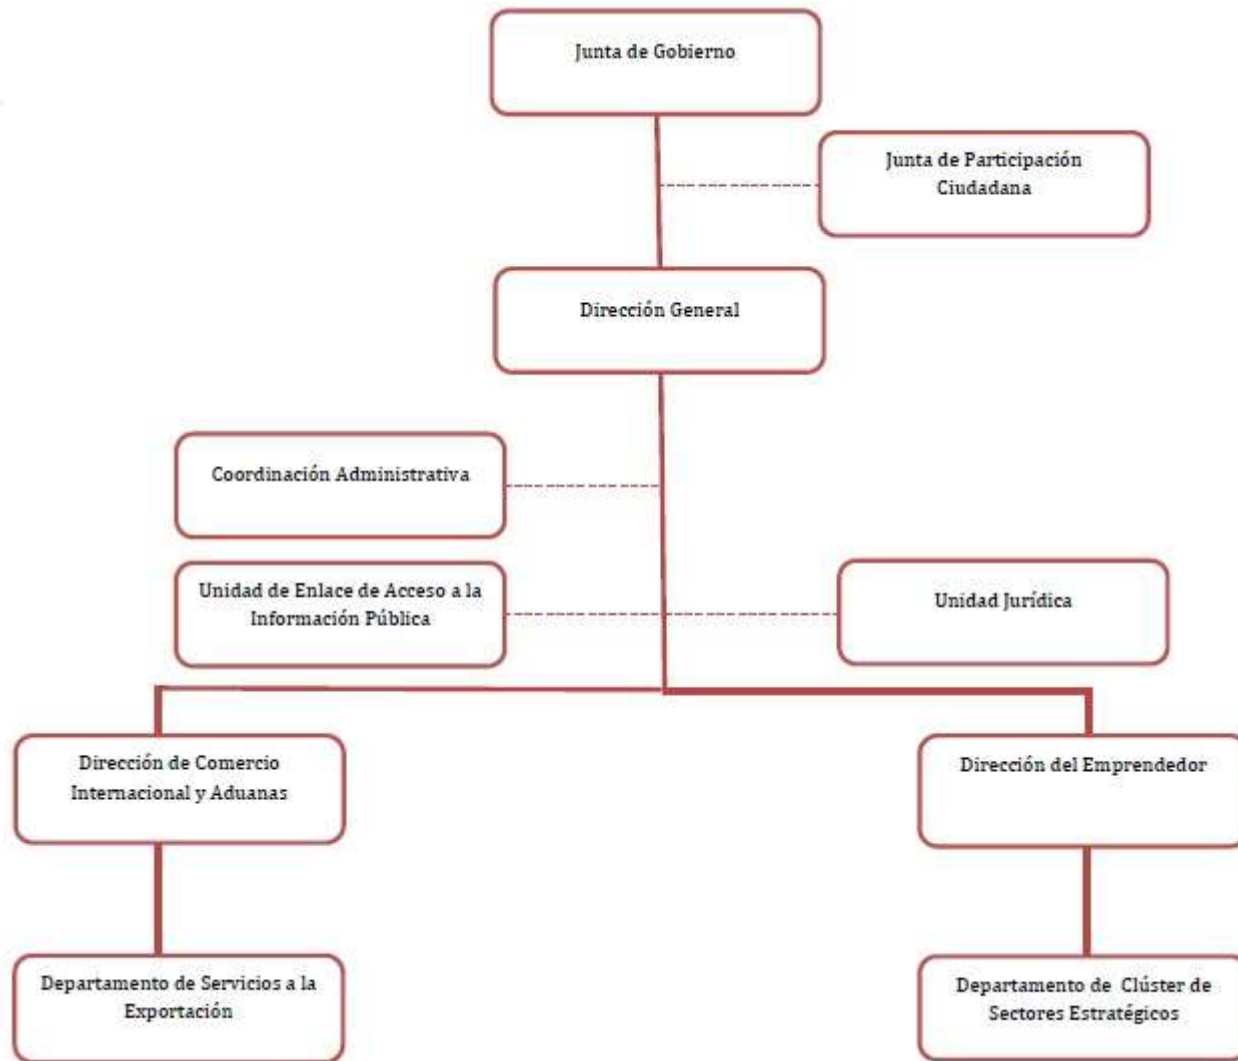 Junta de Gobierno
Junta de Participación
Ciudadana
Dirección General
Coordinación Administrativa
Unidad de Enlace de Acceso a la
Información Pública
Unidad Jurídica
Dirección de Comercio
Internacional y Aduanas
Dirección del Emprendedor
Departamento de Servicios a la
Exportación
Departamento de Clúster de
Sectores Estratégicos